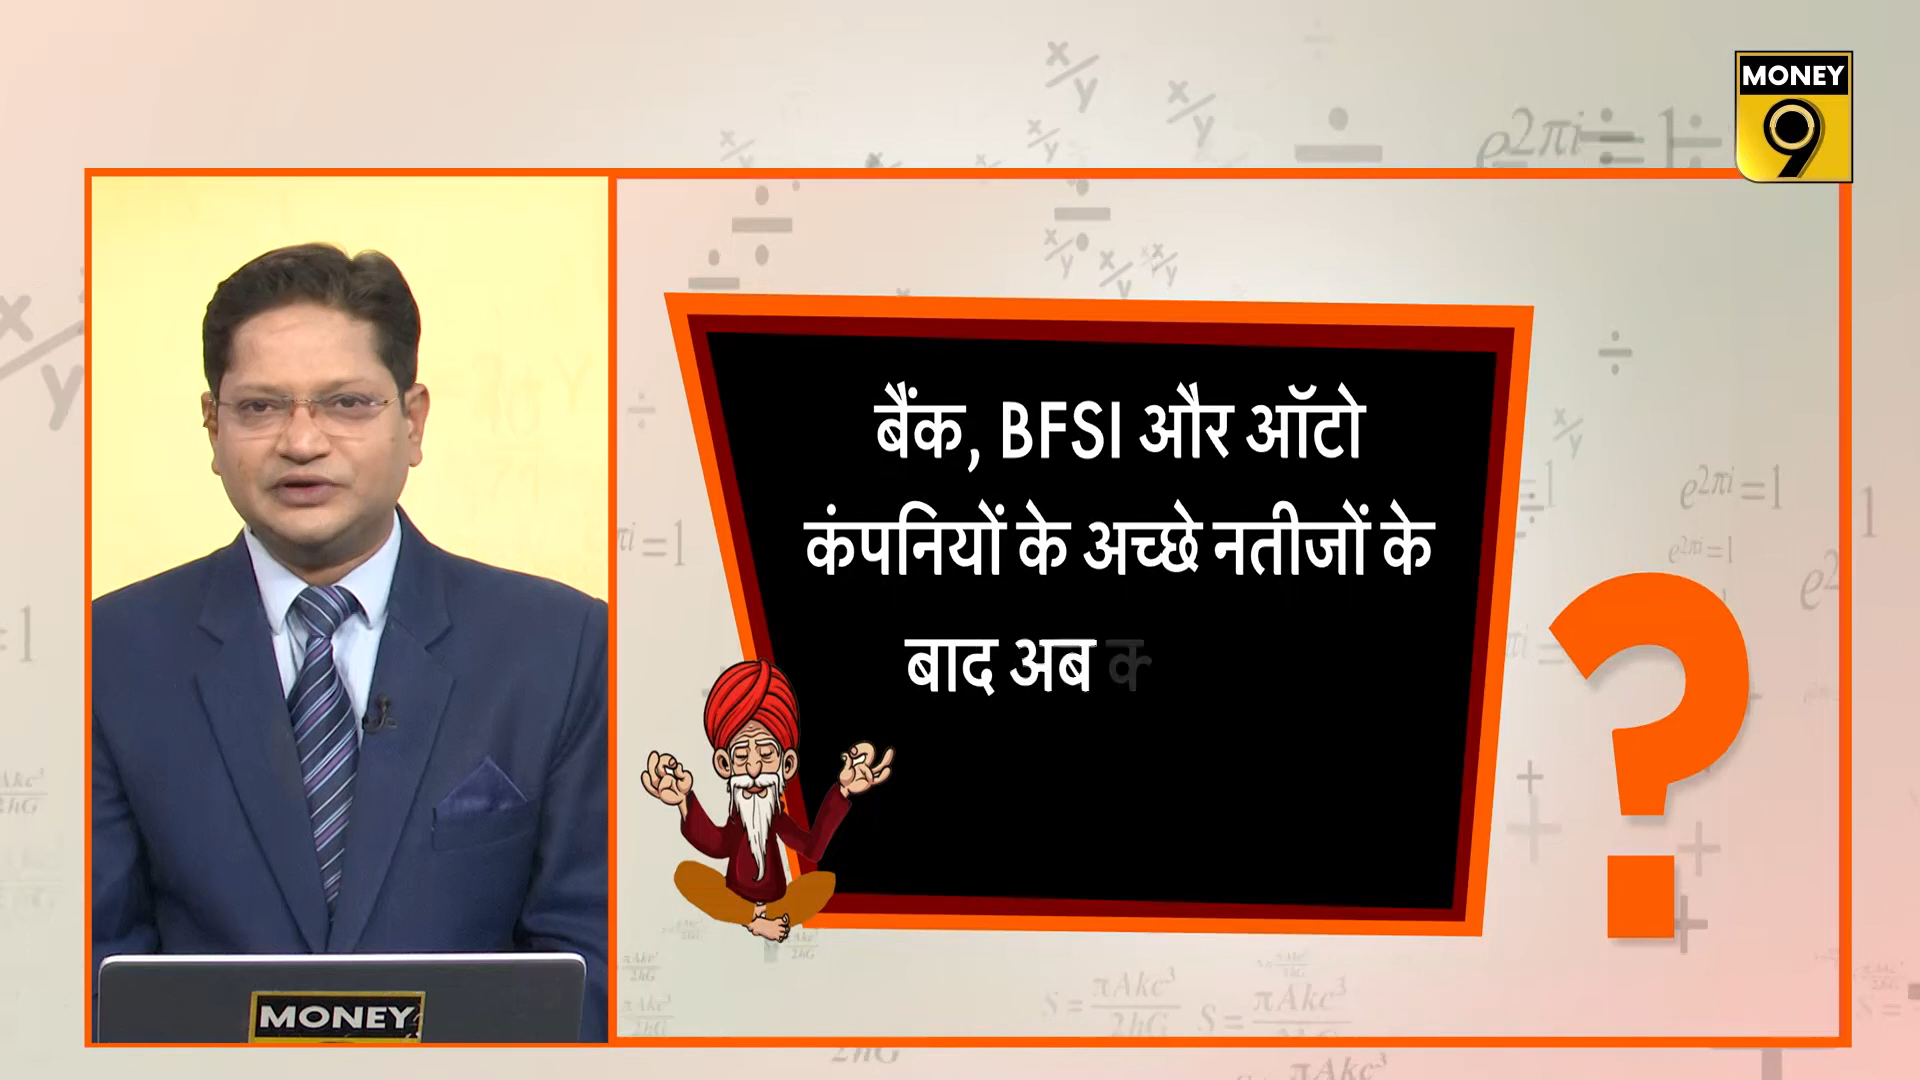 MONEY
9
बैंक, BFSI और ऑटो
कंपनियों के अच्छे नतीजों के
बाद अब
MONEY